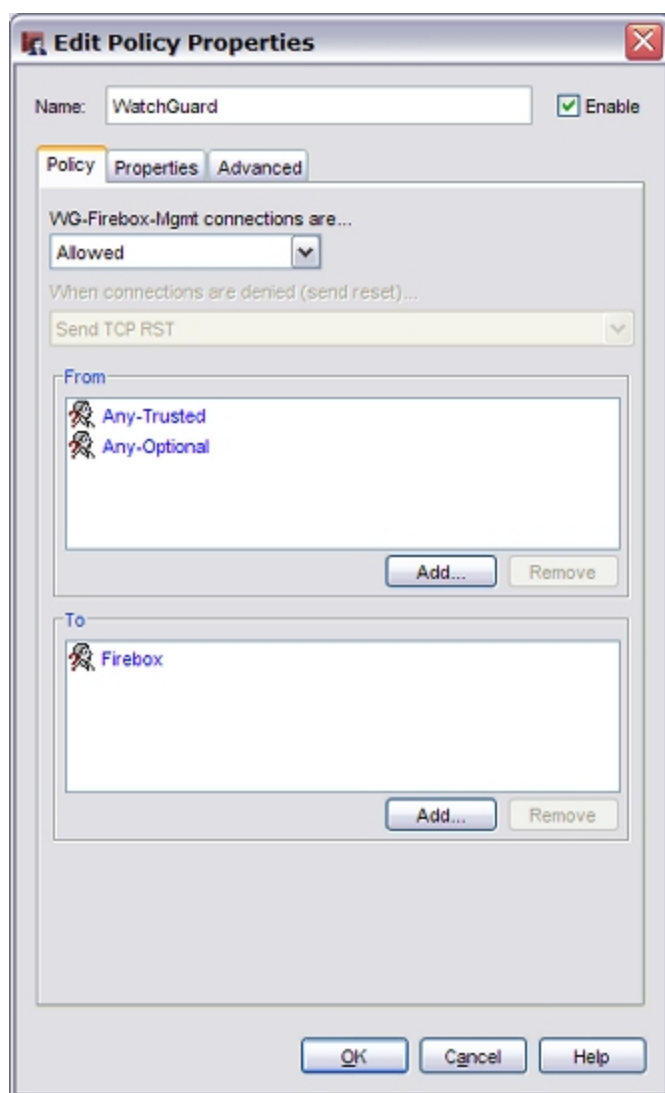 Edit Policy Properties
Name: WatchGuard Enable
Policy Properties Advanced
WG-Firebox-Mgmt connections are...
Allowed
When connections are denied (send reset)...
Send TCP RST
From
Any-Trusted
Any-Optional
Add... Remove
To
Firebox
Add... Remove
OK Cancel Help